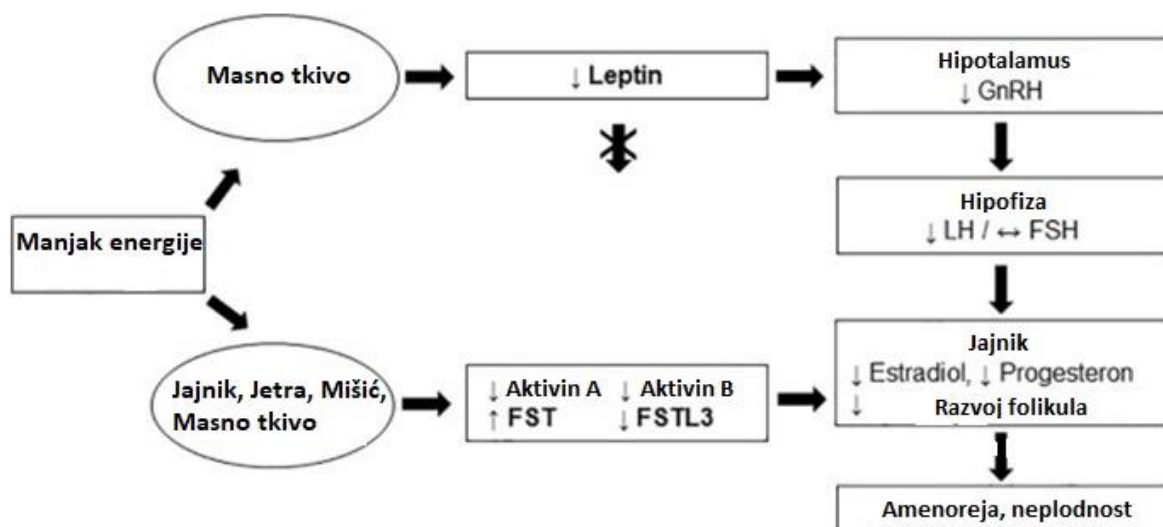 Masno tkivo
↓ Leptin
Hipotalamus
↓ GnRH
Manjak energije
Hipofiza
↓ LH / ↔ FSH
Jajnik, Jetra, Mišić,
Masno tkivo
↓ Aktivin A ↓ Aktivin B
↑ FST ↓ FSTL3
Jajnik
↓ Estradiol, ↓ Progesteron
↓ Razvoj folikula
Amenoreja, neplodnost